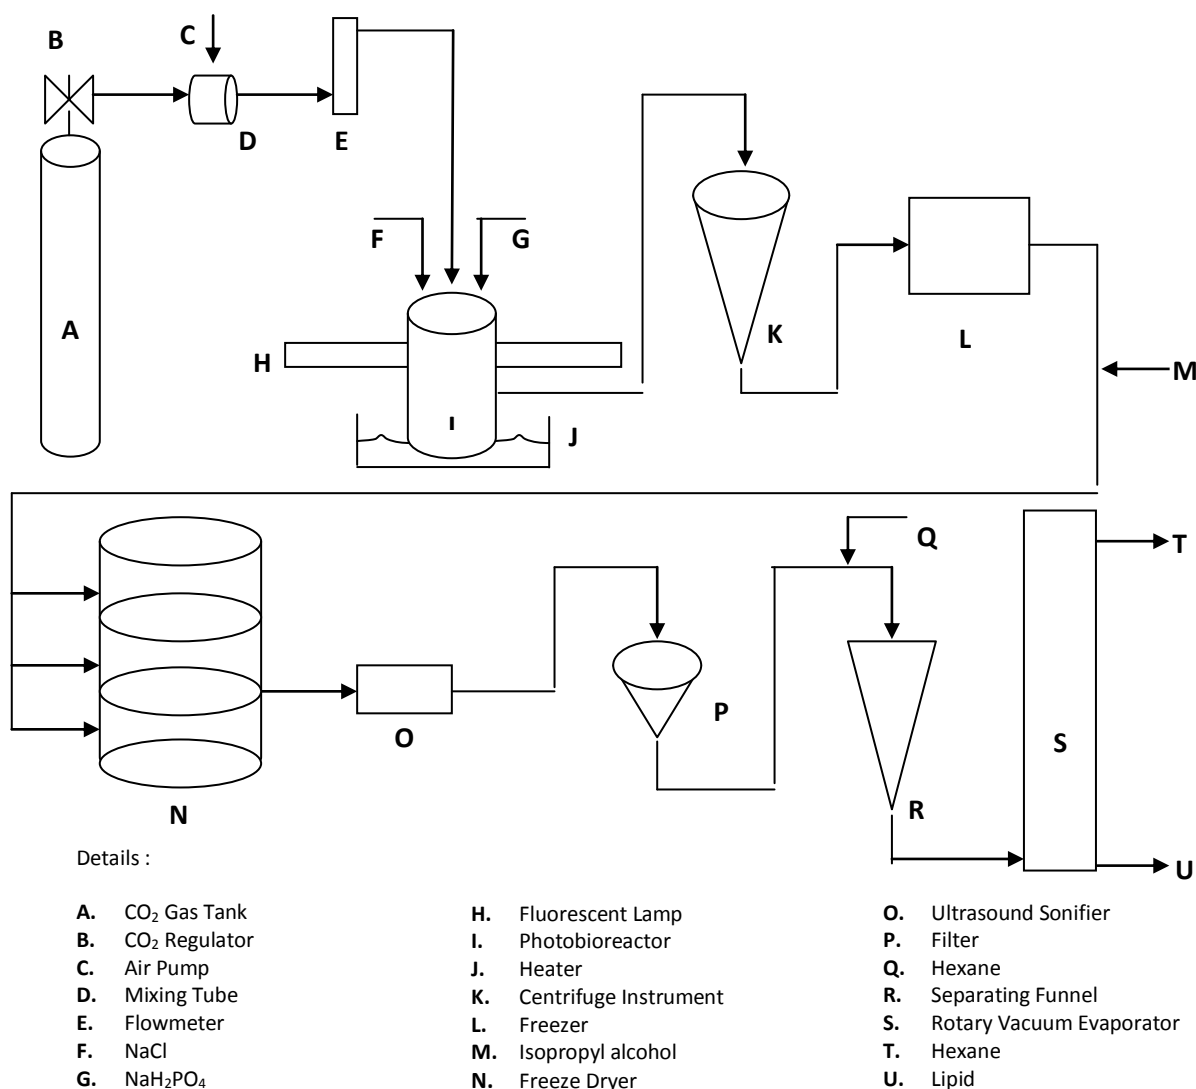 B
C
D
E
A
F
G
H
I
J
K
L
M
N
O
P
Q
R
S
T
U
Details :
A. CO₂ Gas Tank
B. CO₂ Regulator
C. Air Pump
D. Mixing Tube
E. Flowmeter
F. NaCl
G. NaH₂PO₄
H. Fluorescent Lamp
I. Photobioreactor
J. Heater
K. Centrifuge Instrument
L. Freezer
M. Isopropyl alcohol
N. Freeze Dryer
O. Ultrasound Sonifier
P. Filter
Q. Hexane
R. Separating Funnel
S. Rotary Vacuum Evaporator
T. Hexane
U. Lipid